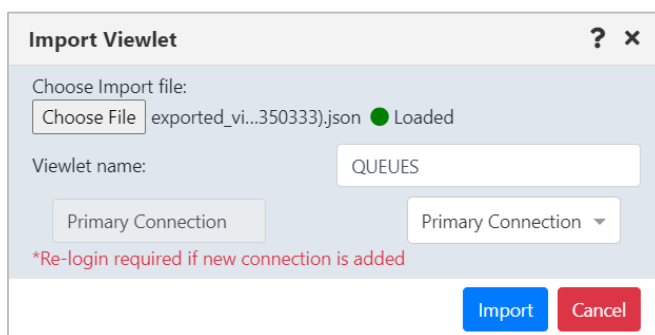 Import Viewlet ? ×
Choose Import file:
Choose File exported_vi...350333).json Loaded
Viewlet name: QUEUES
Primary Connection Primary Connection
*Re-login required if new connection is added
Import Cancel